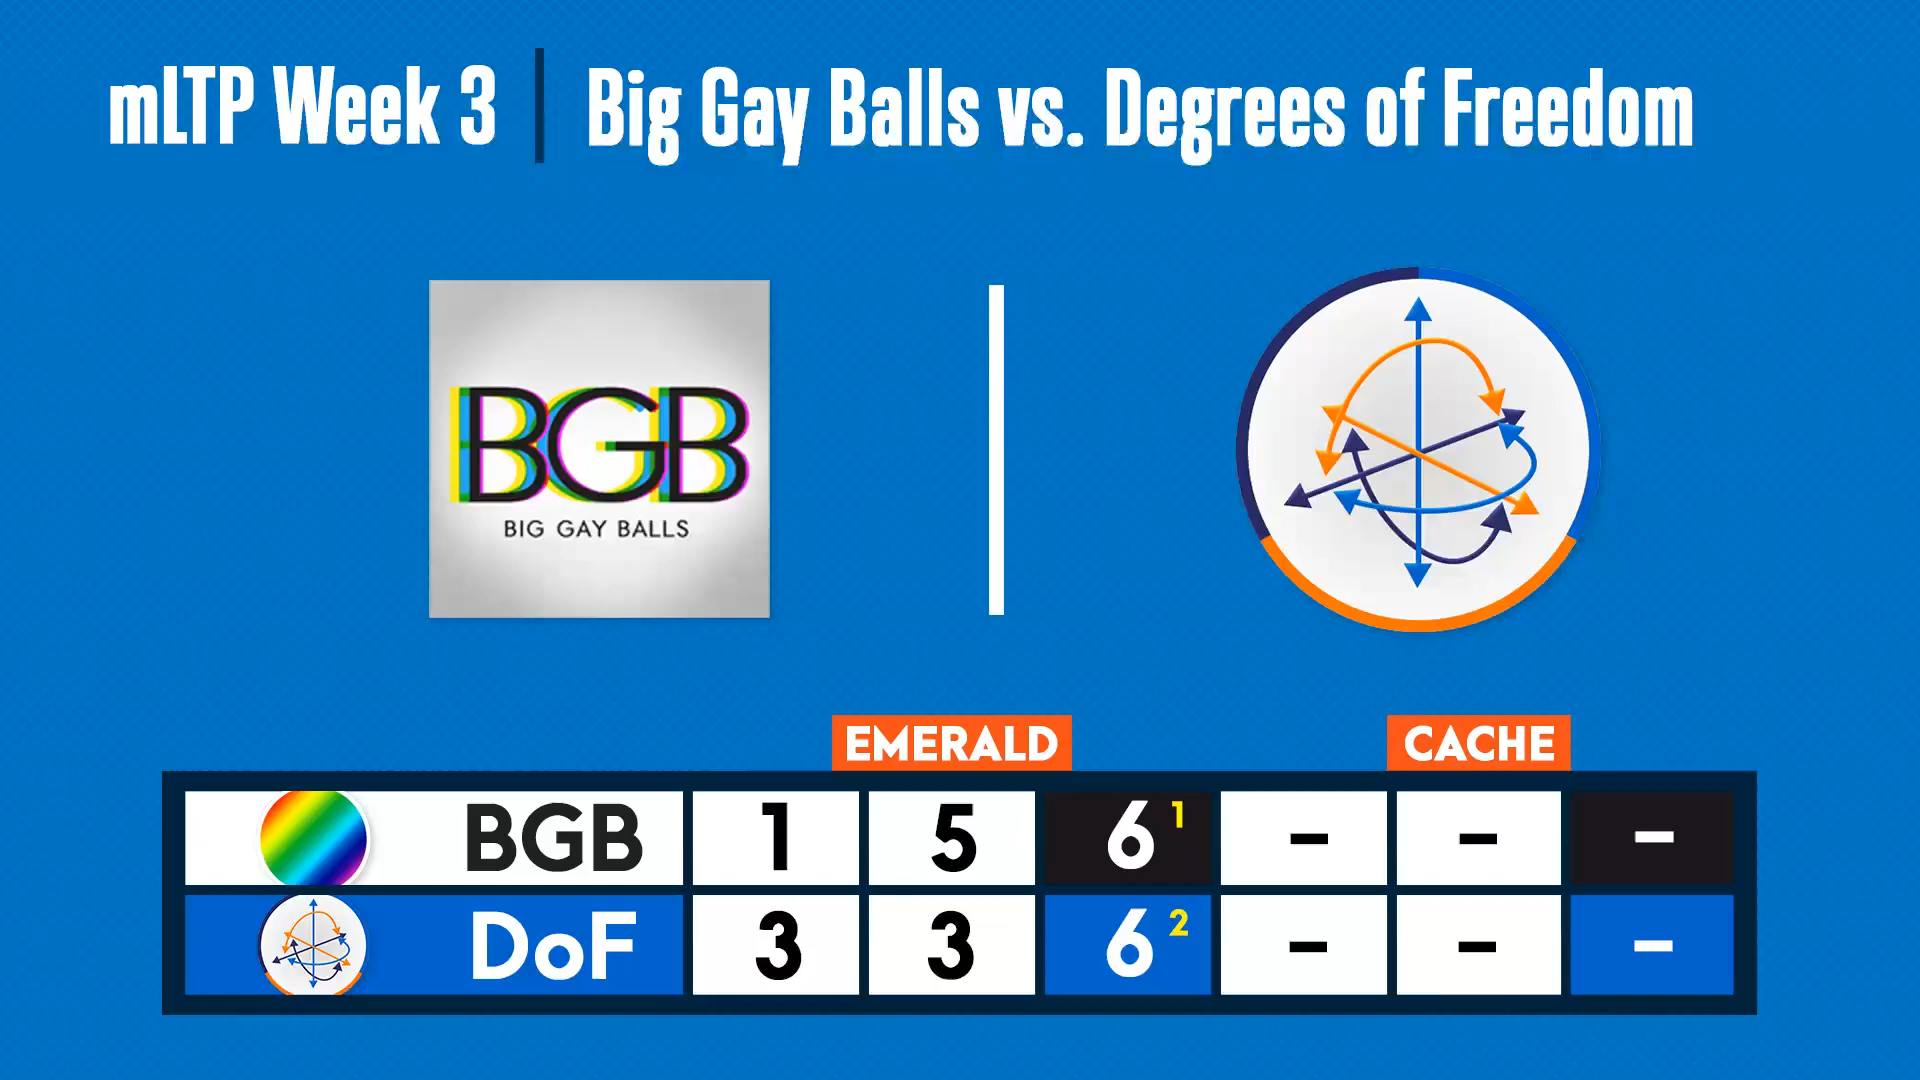 mLTP Week 3 | Big Gay Balls vs. Degrees of Freedom
BGB
BIG GAY BALLS
EMERALD CACHE
BGB 1 5 6 1 – – –
DoF 3 3 6 2 – – –